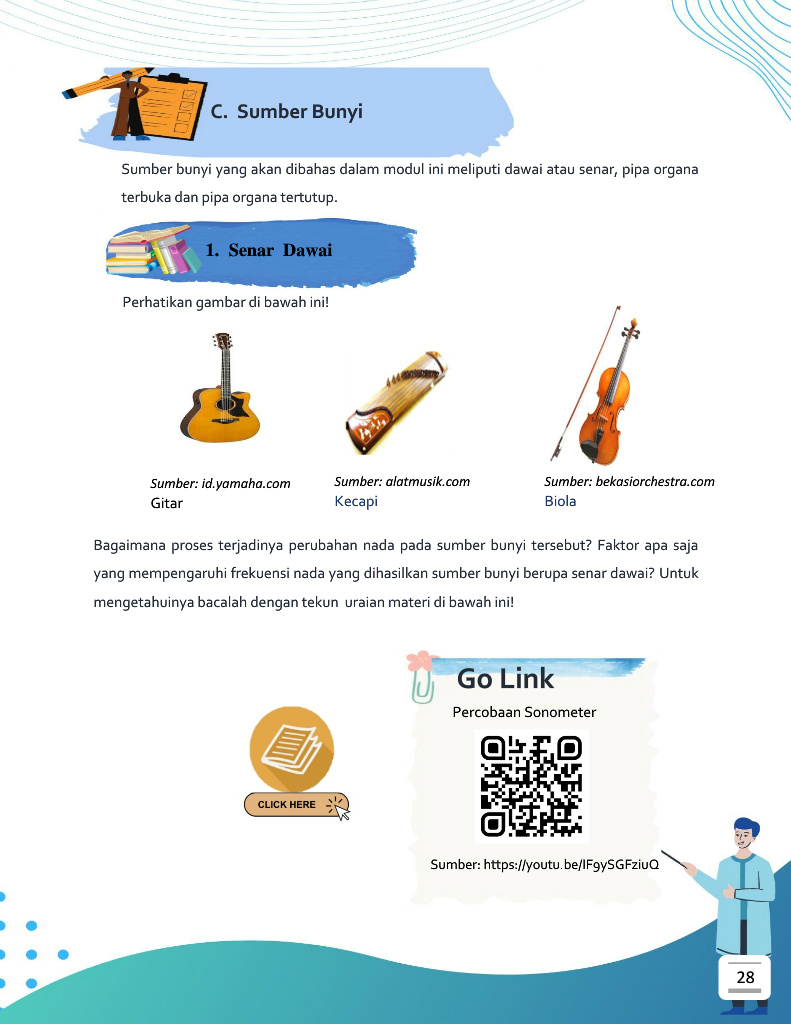 C. Sumber Bunyi
Sumber bunyi yang akan dibahas dalam modul ini meliputi dawai atau senar, pipa organa
terbuka dan pipa organa tertutup.
1. Senar Dawai
Perhatikan gambar di bawah ini!
Sumber: id.yamaha.com
Gitar
Sumber: alatmusik.com
Kecapi
Sumber: bekasiorchestra.com
Biola
Bagaimana proses terjadinya perubahan nada pada sumber bunyi tersebut? Faktor apa saja
yang mempengaruhi frekuensi nada yang dihasilkan sumber bunyi berupa senar dawai? Untuk
mengetahuinya bacalah dengan tekun uraian materi di bawah ini!
Go Link
Percobaan Sonometer
CLICK HERE
Sumber: https://youtu.be/lF9ySGFziuQ
28